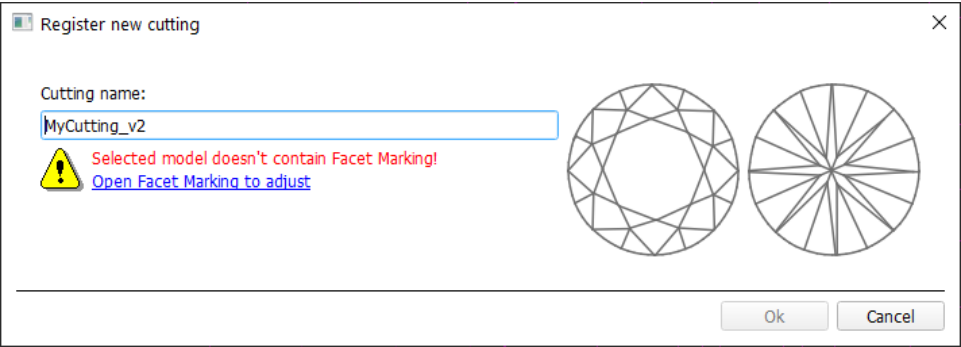 Register new cutting
Cutting name:
MyCutting_v2
Selected model doesn't contain Facet Marking!
Open Facet Marking to adjust
Ok
Cancel